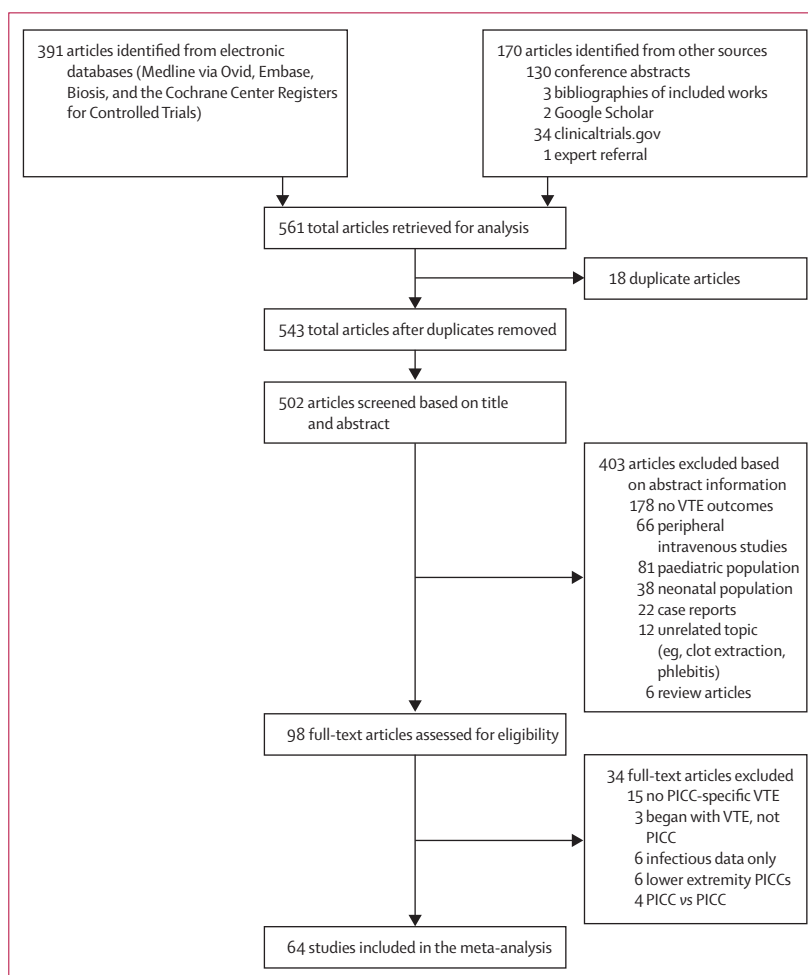 391 articles identified from electronic
databases (Medline via Ovid, Embase,
Biosis, and the Cochrane Center Registers
for Controlled Trials)
170 articles identified from other sources
130 conference abstracts
3 bibliographies of included works
2 Google Scholar
34 clinicaltrials.gov
1 expert referral
561 total articles retrieved for analysis
18 duplicate articles
543 total articles after duplicates removed
502 articles screened based on title
and abstract
403 articles excluded based
on abstract information
178 no VTE outcomes
66 peripheral
intravenous studies
81 paediatric population
38 neonatal population
22 case reports
12 unrelated topic
(eg, clot extraction,
phlebitis)
6 review articles
98 full-text articles assessed for eligibility
34 full-text articles excluded
15 no PICC-specific VTE
3 began with VTE, not
PICC
6 infectious data only
6 lower extremity PICCs
4 PICC vs PICC
64 studies included in the meta-analysis